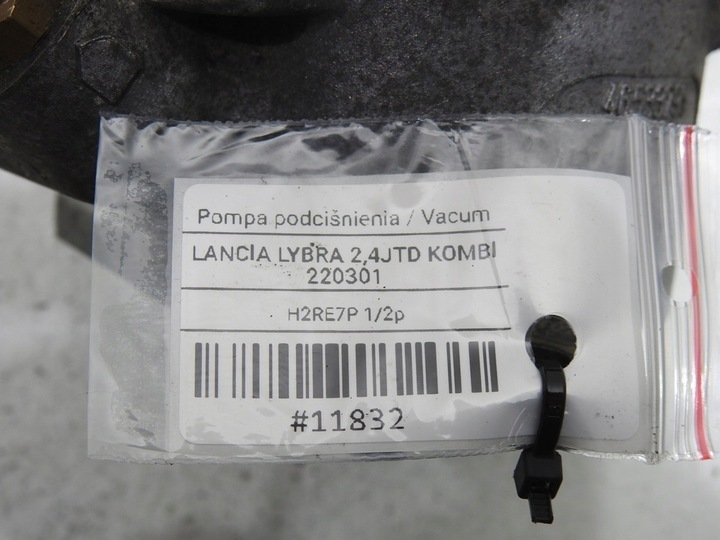 Pompa podciśnienia / Vacum
LANCIA LYBRA 2,4JTD KOMBI
220301
H2RE7P 1/2p
#11832